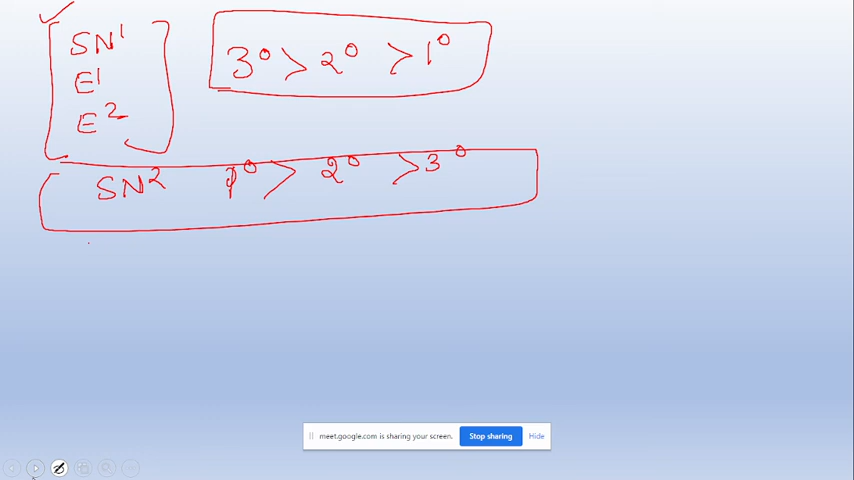 SN1
E1
E2
3° > 2° > 1°
SN2 1° > 2° > 3°
meet.google.com is sharing your screen. Stop sharing Hide